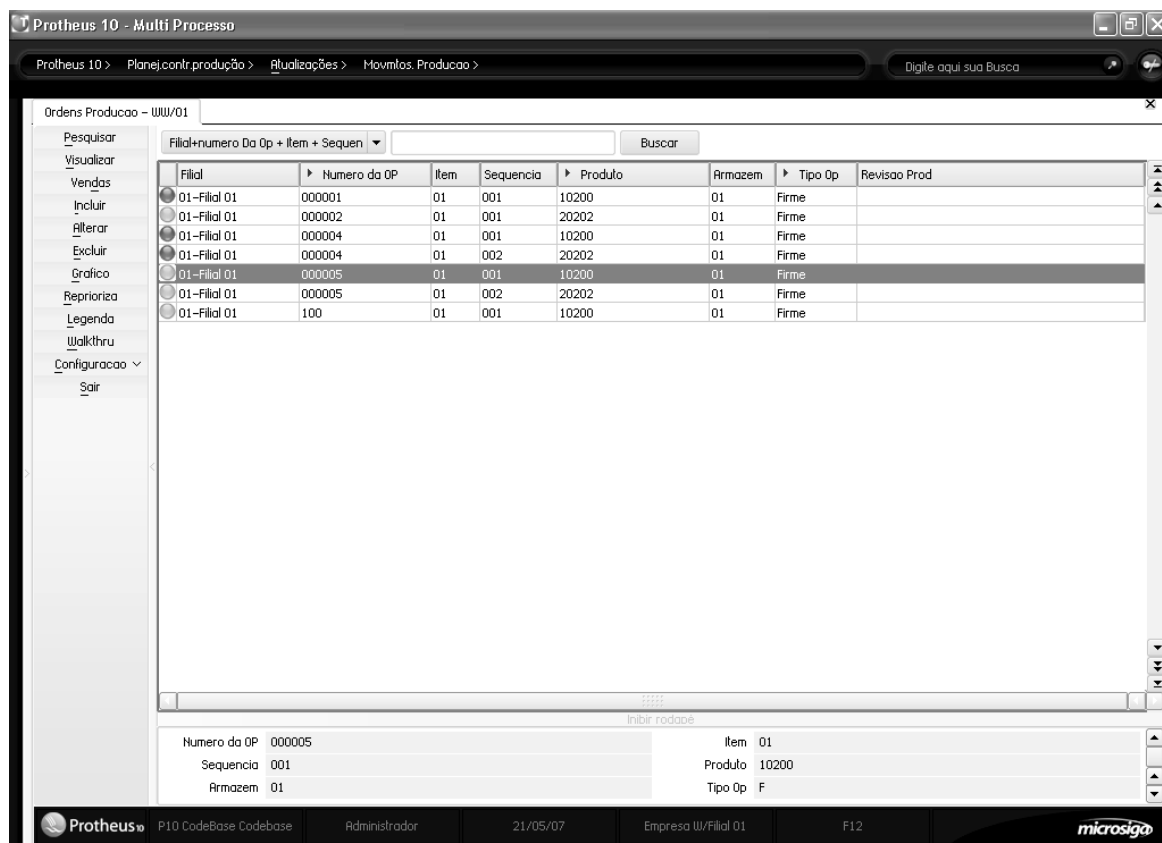 Protheus 10 - Multi Processo
Protheus 10 > Planej.contr.produção > Atualizações > Movmtos. Producao > Digite aqui sua Busca
Ordens Producao - WW/01
Pesquisar
Visualizar
Vendas
Incluir
Alterar
Excluir
Grafico
Reprioriza
Legenda
Walkthru
Configuracao
Sair
Filial+numero Da Op + Item + Sequen Buscar
Filial Numero da OP Item Sequencia Produto Armazem Tipo Op Revisao Prod
01-Filial 01 000001 01 001 10200 01 Firme
01-Filial 01 000002 01 001 20202 01 Firme
01-Filial 01 000004 01 001 10200 01 Firme
01-Filial 01 000004 01 002 20202 01 Firme
01-Filial 01 000005 01 001 10200 01 Firme
01-Filial 01 000005 01 002 20202 01 Firme
01-Filial 01 100 01 001 10200 01 Firme
Inibir rodapé
Numero da OP 000005 Item 01
Sequencia 001 Produto 10200
Armazem 01 Tipo Op F
Protheus 10 P10 CodeBase Codebase Administrador 21/05/07 Empresa W/Filial 01 F12 microsiga